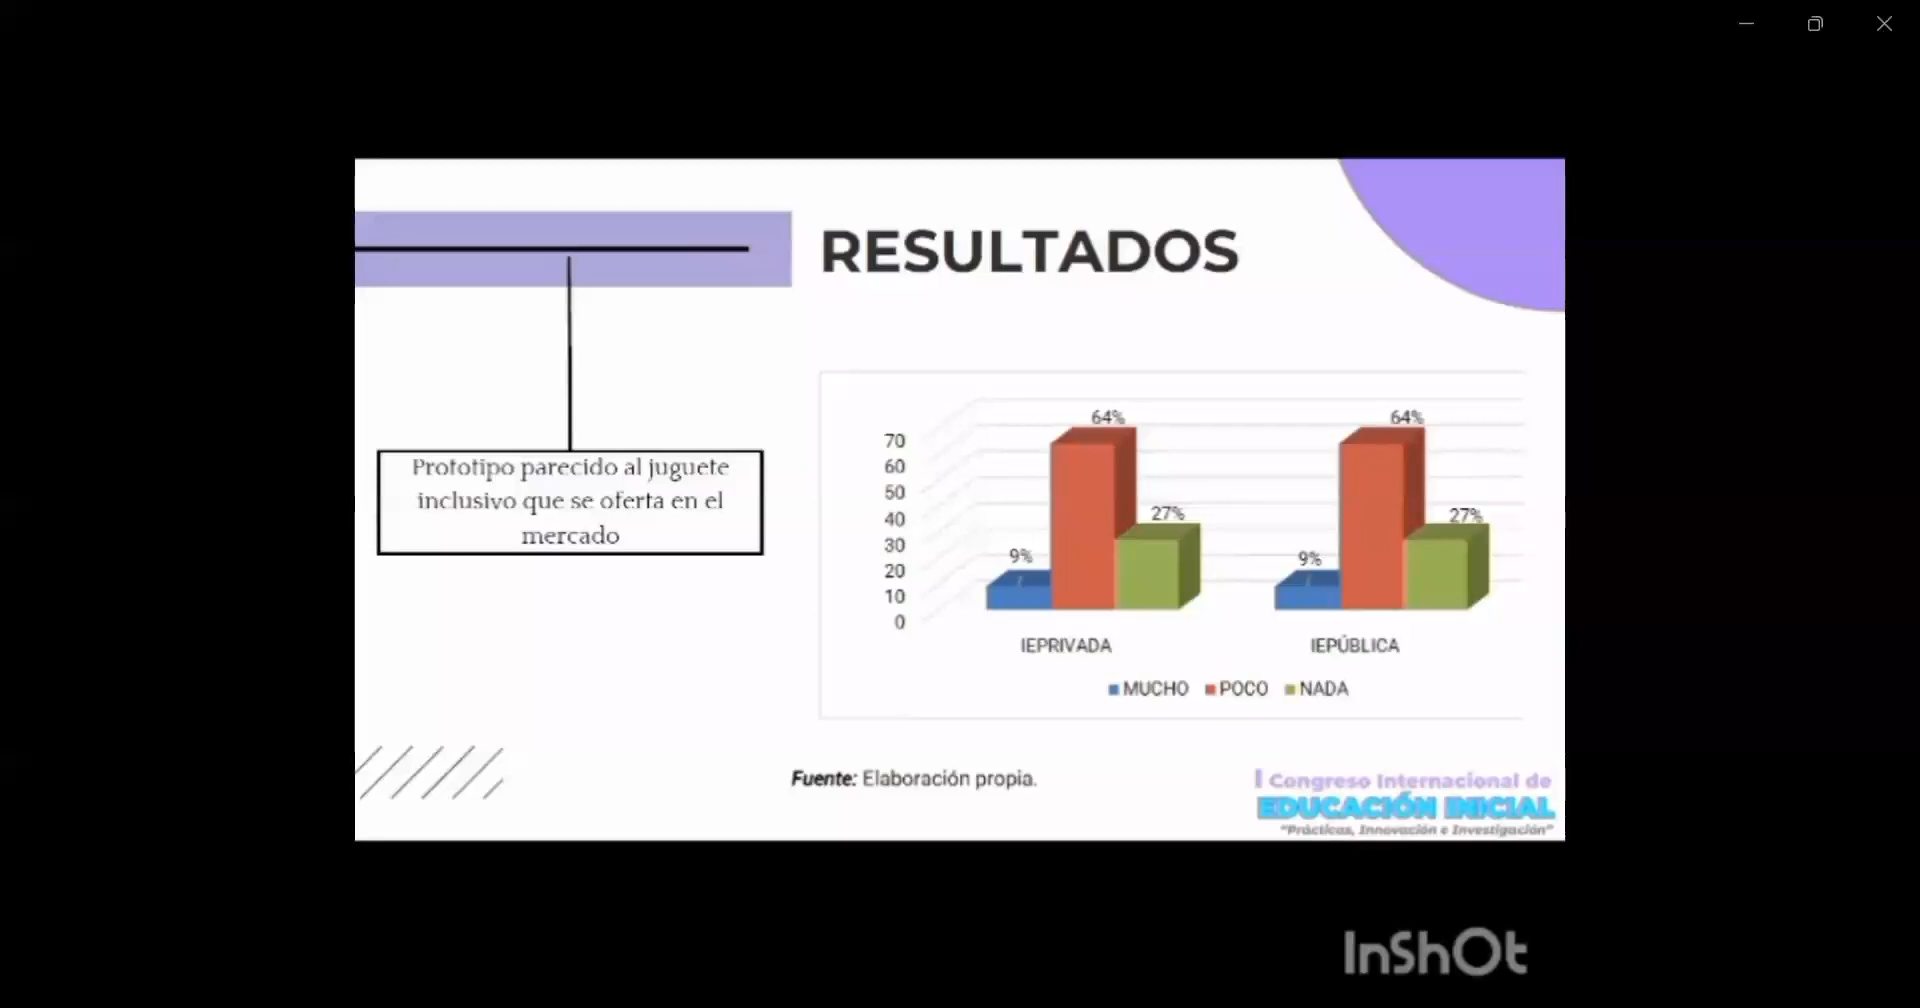 RESULTADOS
Prototipo parecido al juguete
inclusivo que se oferta en el
mercado
70
60
50
40
30
20
10
0
9%
64%
27%
9%
64%
27%
IEPRIVADA
IEPÚBLICA
MUCHO POCO NADA
Fuente: Elaboración propia.
I Congreso Internacional de
EDUCACIÓN INICIAL
"Prácticas, Innovación e Investigación"
InShOt